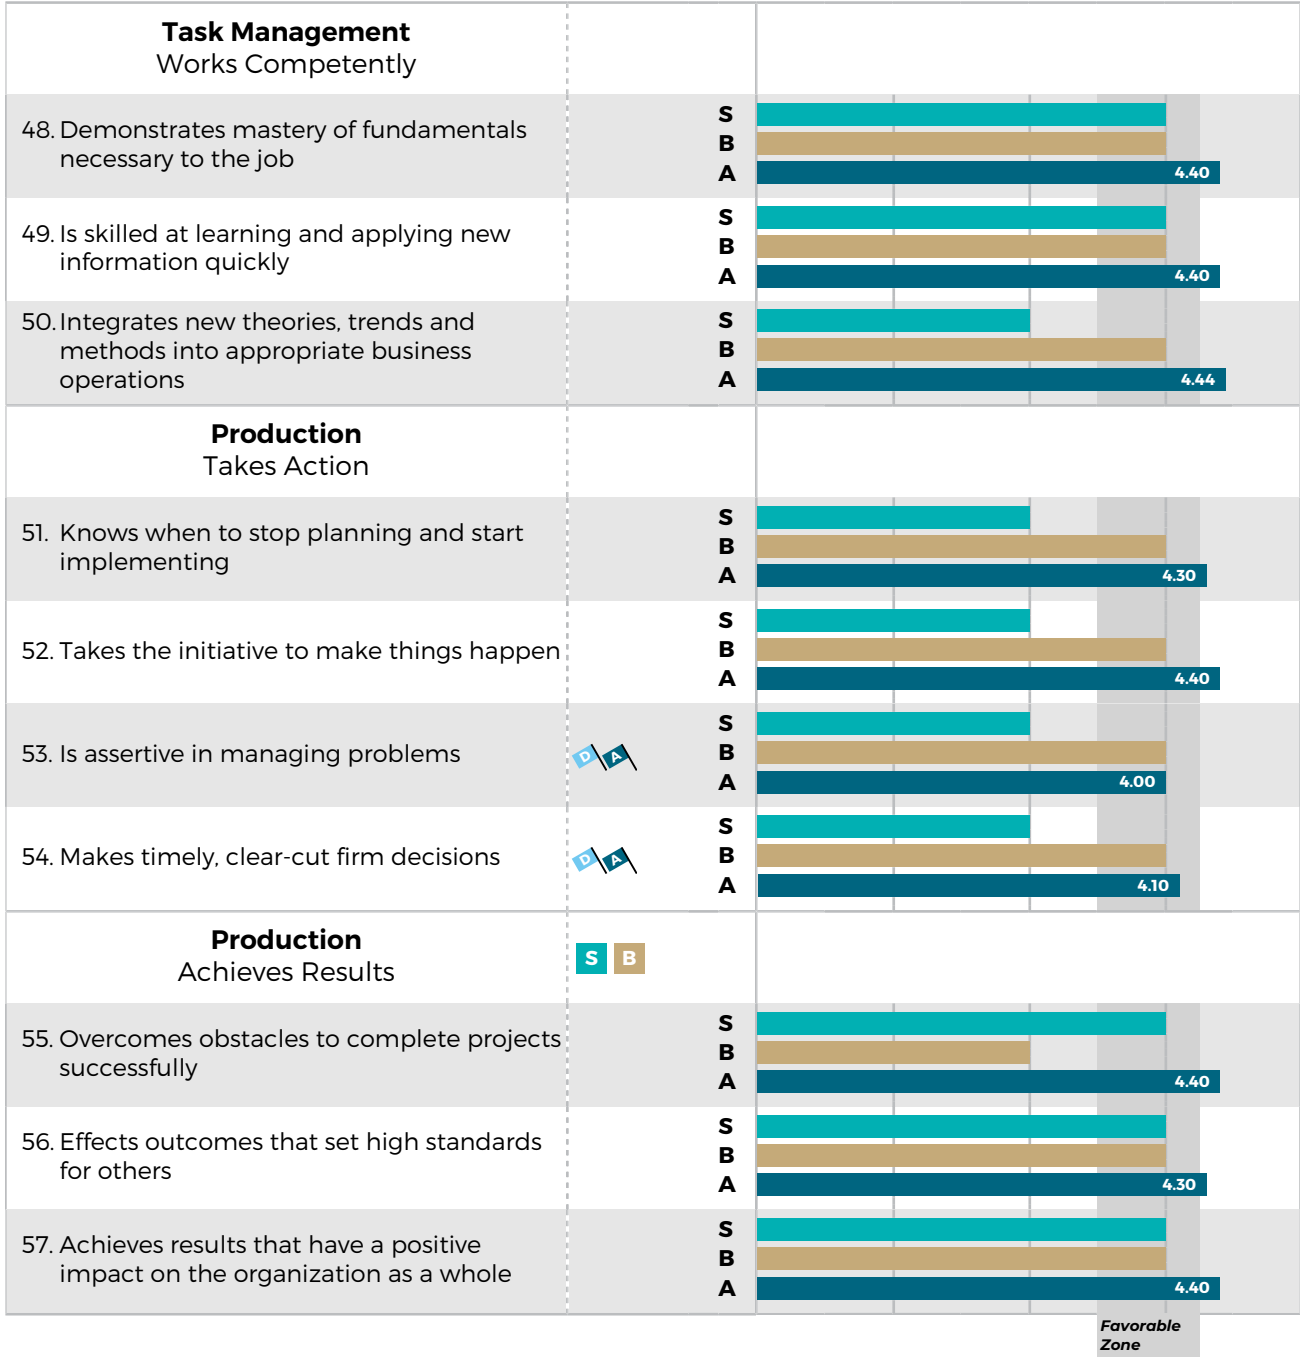 Task Management
Works Competently
48. Demonstrates mastery of fundamentals
necessary to the job
S
B
A 4.40
49. Is skilled at learning and applying new
information quickly
S
B
A 4.40
50. Integrates new theories, trends and
methods into appropriate business
operations
S
B
A 4.44
Production
Takes Action
51. Knows when to stop planning and start
implementing
S
B
A 4.30
52. Takes the initiative to make things happen
S
B
A 4.40
53. Is assertive in managing problems
D A
S
B
A 4.00
54. Makes timely, clear-cut firm decisions
D A
S
B
A 4.10
Production
Achieves Results
S B
55. Overcomes obstacles to complete projects
successfully
S
B
A 4.40
56. Effects outcomes that set high standards
for others
S
B
A 4.30
57. Achieves results that have a positive
impact on the organization as a whole
S
B
A 4.40
Favorable
Zone